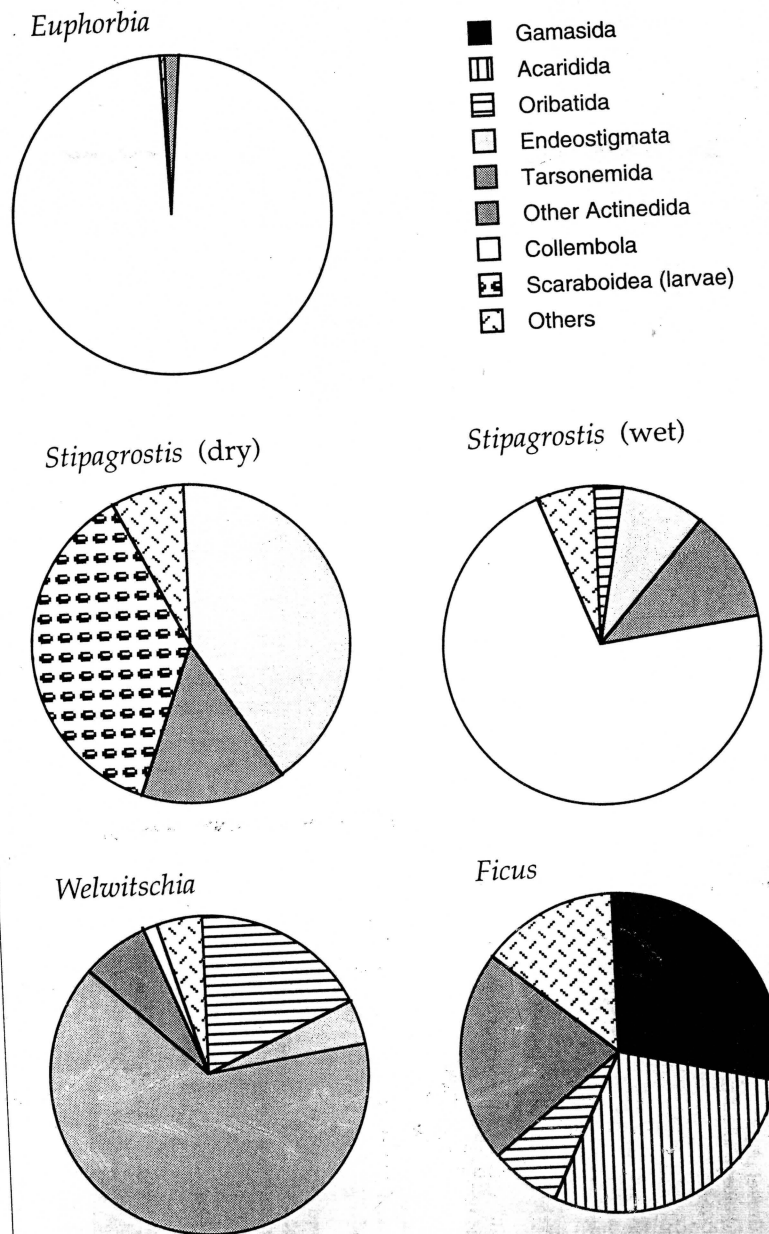 Euphorbia
Gamasida
Acaridida
Oribatida
Endeostigmata
Tarsonemida
Other Actinedida
Collembola
Scaraboidea (larvae)
Others
Stipagrostis (dry)
Stipagrostis (wet)
Welwitschia
Ficus